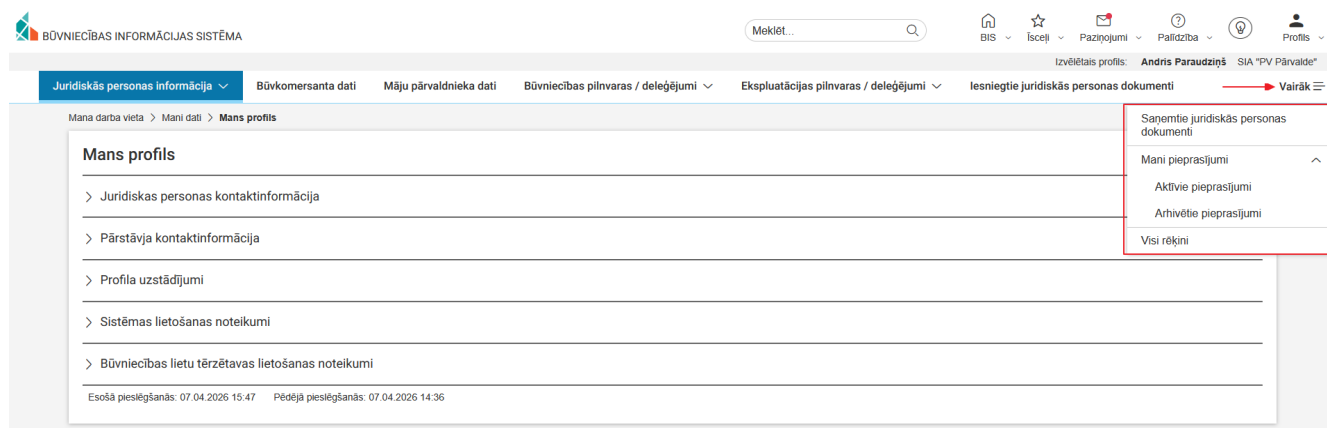 BŪVNIECĪBAS INFORMĀCIJAS SISTĒMA
Meklēt...
BIS
Īsceļi
Paziņojumi
Palīdzība
Profils
Izvēlētais profils: Andris Paraudziņš SIA "PV Pārvalde"
Juridiskās personas informācija
Būvkomersanta dati
Māju pārvaldnieka dati
Būvniecības pilnvaras / deleģējumi
Ekspluatācijas pilnvaras / deleģējumi
Iesniegtie juridiskās personas dokumenti
Vairāk
Mana darba vieta > Mani dati > Mans profils
Saņemtie juridiskās personas
dokumenti
Mani pieprasījumi
Aktīvie pieprasījumi
Arhivētie pieprasījumi
Visi rēķini
Mans profils
Juridiskas personas kontaktinformācija
Pārstāvja kontaktinformācija
Profila uzstādījumi
Sistēmas lietošanas noteikumi
Būvniecības lietu tērzētavas lietošanas noteikumi
Esošā pieslēgšanās: 07.04.2026 15:47 Pēdējā pieslēgšanās: 07.04.2026 14:36